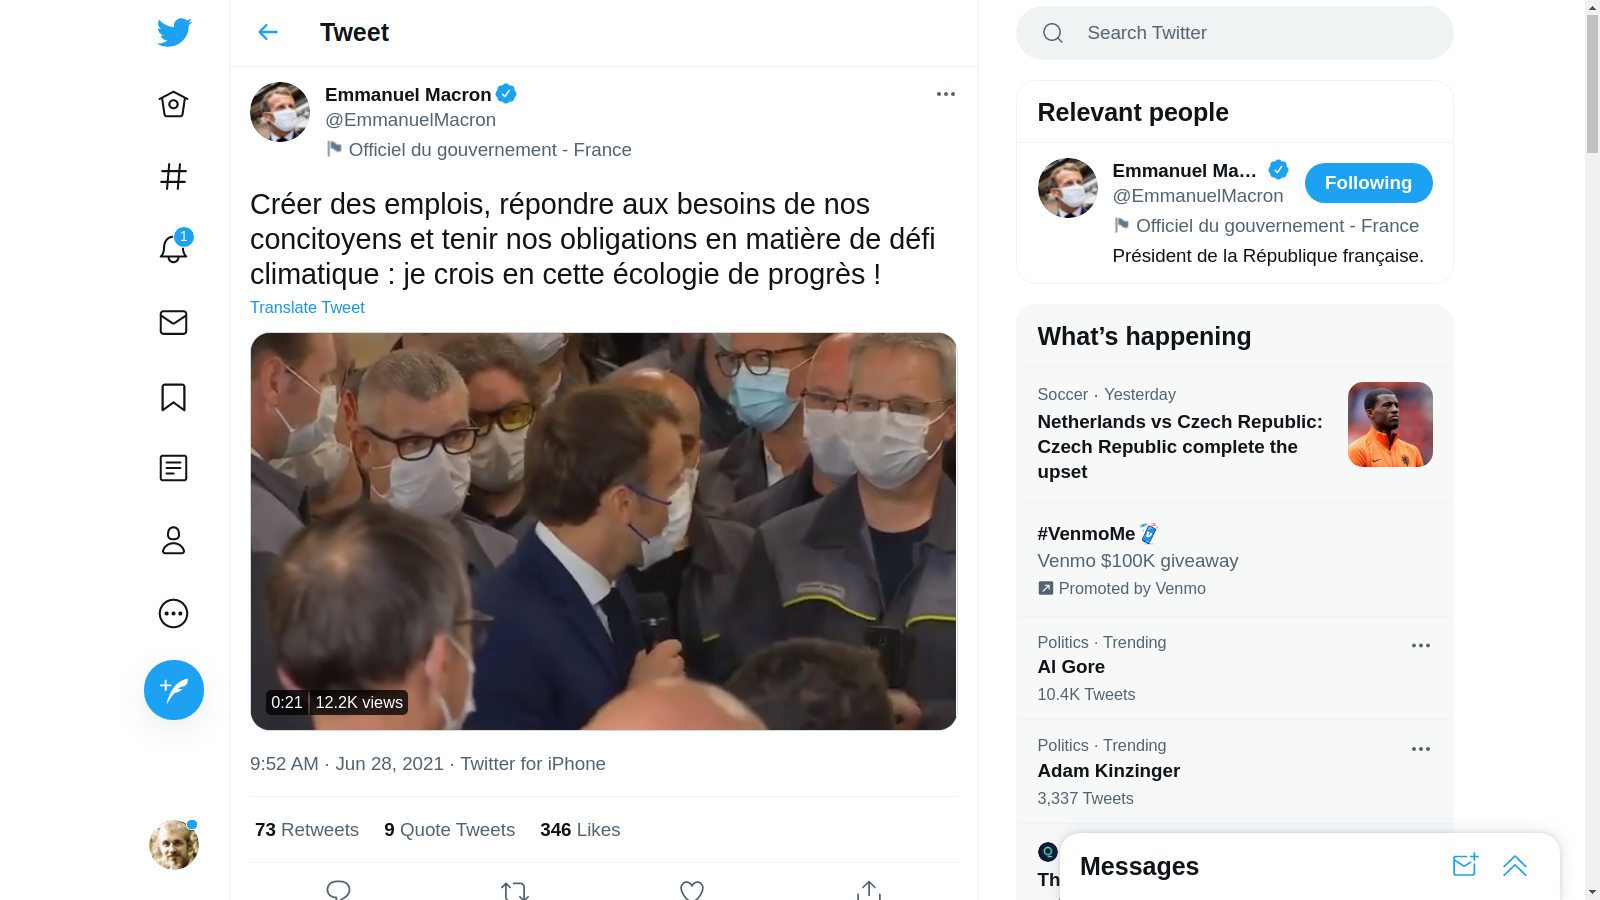 Tweet
Emmanuel Macron
@EmmanuelMacron
Officiel du gouvernement - France
Créer des emplois, répondre aux besoins de nos
concitoyens et tenir nos obligations en matière de défi
climatique : je crois en cette écologie de progrès !
Translate Tweet
0:21 12.2K views
9:52 AM · Jun 28, 2021 · Twitter for iPhone
73 Retweets 9 Quote Tweets 346 Likes
1
Search Twitter
Relevant people
Emmanuel Ma...
@EmmanuelMacron
Following
Officiel du gouvernement - France
Président de la République française.
What’s happening
Soccer · Yesterday
Netherlands vs Czech Republic:
Czech Republic complete the
upset
#VenmoMe
Venmo $100K giveaway
Promoted by Venmo
Politics · Trending
Al Gore
10.4K Tweets
Politics · Trending
Adam Kinzinger
3,337 Tweets
Messages